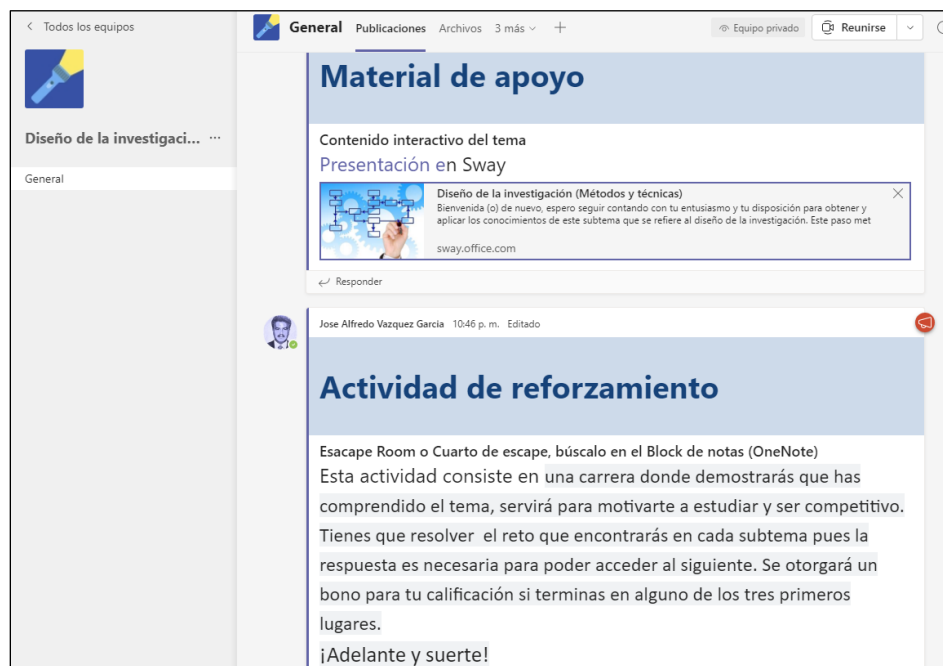 Todos los equipos
General Publicaciones Archivos 3 más
Equipo privado
Reunirse
Diseño de la investigaci...
General
Material de apoyo
Contenido interactivo del tema
Presentación en Sway
Diseño de la investigación (Métodos y técnicas)
Bienvenida (o) de nuevo, espero seguir contando con tu entusiasmo y tu disposición para obtener y
aplicar los conocimientos de este subtema que se refiere al diseño de la investigación. Este paso met
sway.office.com
Responder
Jose Alfredo Vazquez Garcia 10:46 p. m. Editado
Actividad de reforzamiento
Esacape Room o Cuarto de escape, búscalo en el Block de notas (OneNote)
Esta actividad consiste en una carrera donde demostrarás que has
comprendido el tema, servirá para motivarte a estudiar y ser competitivo.
Tienes que resolver el reto que encontrarás en cada subtema pues la
respuesta es necesaria para poder acceder al siguiente. Se otorgará un
bono para tu calificación si terminas en alguno de los tres primeros
lugares.
¡Adelante y suerte!